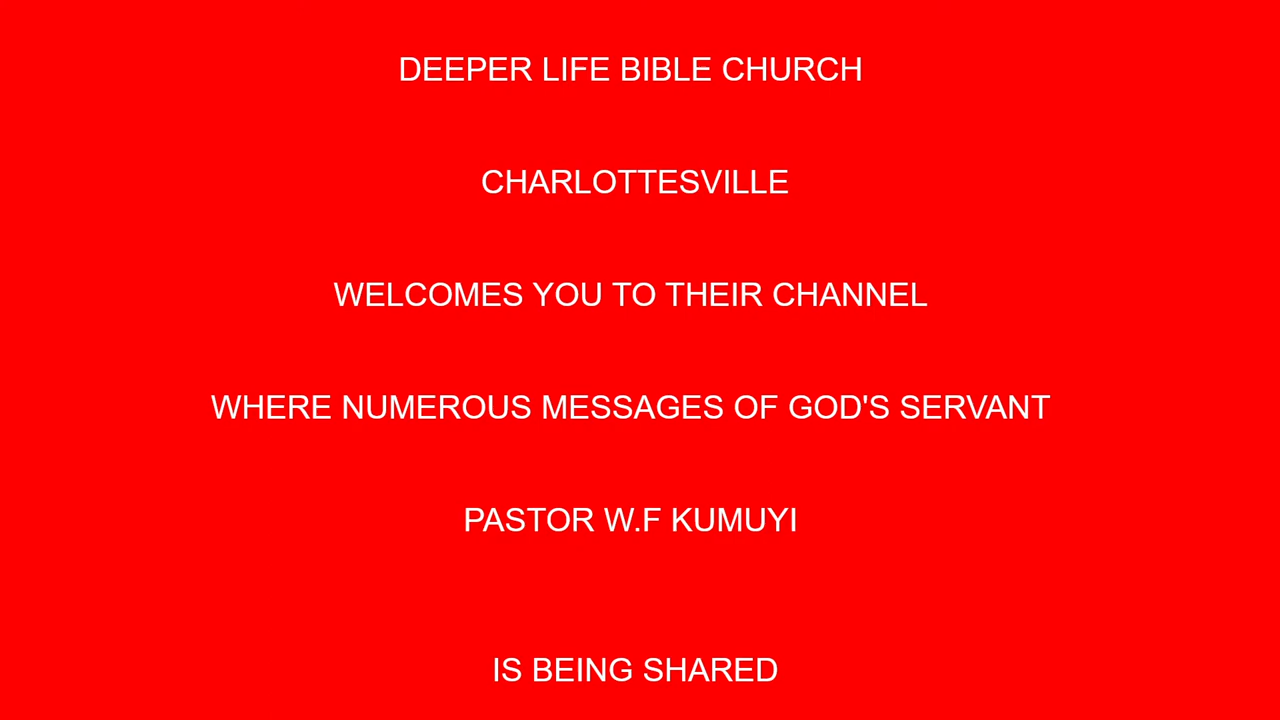 DEEPER LIFE BIBLE CHURCH
CHARLOTTESVILLE
WELCOMES YOU TO THEIR CHANNEL
WHERE NUMEROUS MESSAGES OF GOD'S SERVANT
PASTOR W.F KUMUYI
IS BEING SHARED